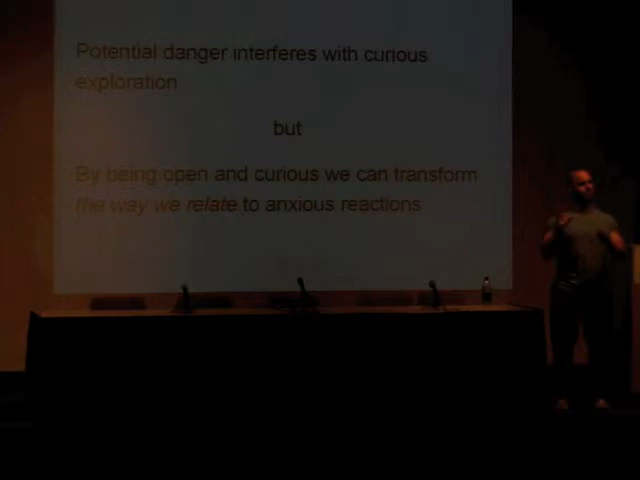 Potential danger interferes with curious
exploration
but
By being open and curious we can transform
the way we relate to anxious reactions